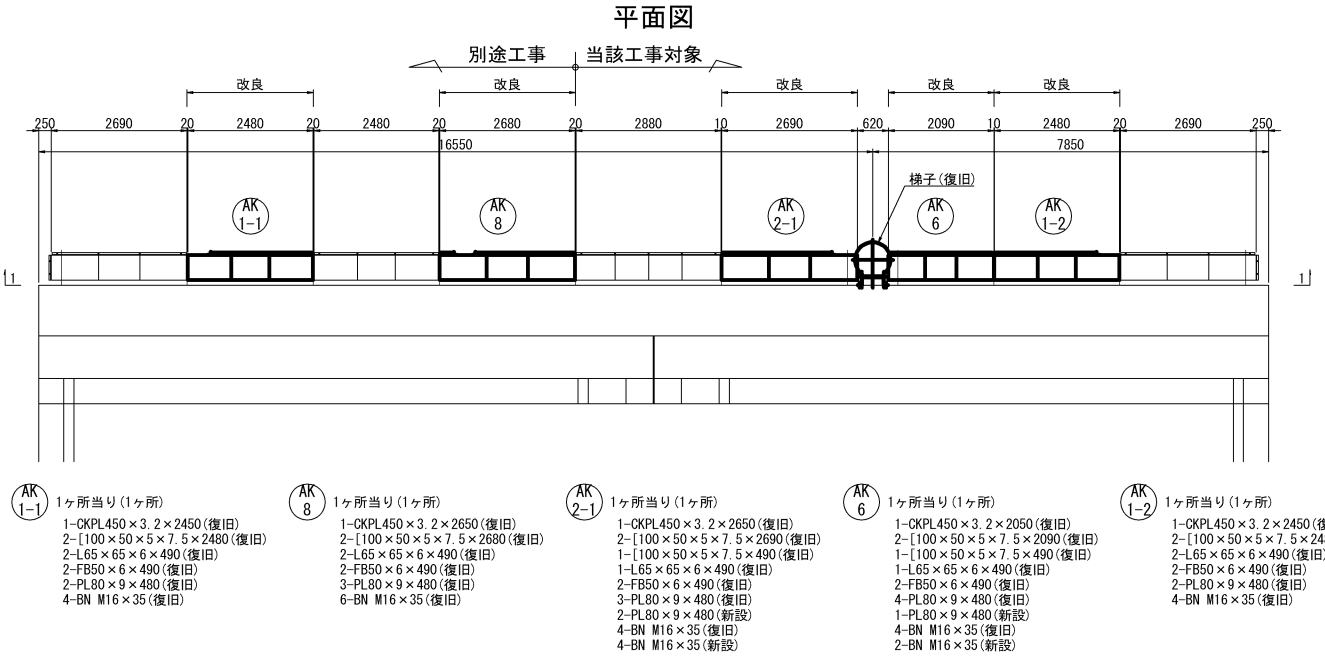 平面図
別途工事 当該工事対象
改良 改良 改良 改良 改良
250 2690 20 2480 20 2480 20 2680 20 2880 10 2690 620 2090 10 2480 20 2690 250
16550 7850
梯子(復旧)
AK 1-1
AK 8
AK 2-1
AK 6
AK 1-2
1 1
AK 1-1 1ヶ所当り(1ヶ所)
1-CKPL450×3.2×2450(復旧)
2-[100×50×5×7.5×2480(復旧)
2-L65×65×6×490(復旧)
2-FB50×6×490(復旧)
2-PL80×9×480(復旧)
4-BN M16×35(復旧)
AK 8 1ヶ所当り(1ヶ所)
1-CKPL450×3.2×2650(復旧)
2-[100×50×5×7.5×2680(復旧)
2-L65×65×6×490(復旧)
2-FB50×6×490(復旧)
3-PL80×9×480(復旧)
6-BN M16×35(復旧)
AK 2-1 1ヶ所当り(1ヶ所)
1-CKPL450×3.2×2650(復旧)
2-[100×50×5×7.5×2690(復旧)
1-[100×50×5×7.5×490(復旧)
1-L65×65×6×490(復旧)
2-FB50×6×490(復旧)
3-PL80×9×480(復旧)
2-PL80×9×480(新設)
4-BN M16×35(復旧)
4-BN M16×35(新設)
AK 6 1ヶ所当り(1ヶ所)
1-CKPL450×3.2×2050(復旧)
2-[100×50×5×7.5×2090(復旧)
1-[100×50×5×7.5×490(復旧)
1-L65×65×6×490(復旧)
2-FB50×6×490(復旧)
4-PL80×9×480(復旧)
1-PL80×9×480(新設)
4-BN M16×35(復旧)
2-BN M16×35(新設)
AK 1-2 1ヶ所当り(1ヶ所)
1-CKPL450×3.2×2450(復
2-[100×50×5×7.5×24
2-L65×65×6×490(復旧
2-FB50×6×490(復旧)
2-PL80×9×480(復旧)
4-BN M16×35(復旧)